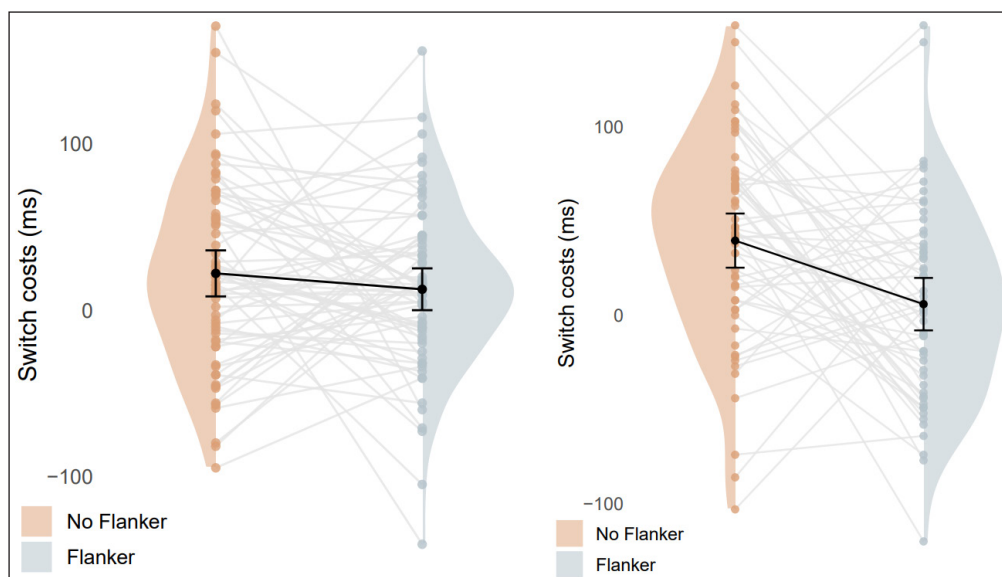 Switch costs (ms)
100
0
−100
No Flanker
Flanker
Switch costs (ms)
100
0
−100
No Flanker
Flanker